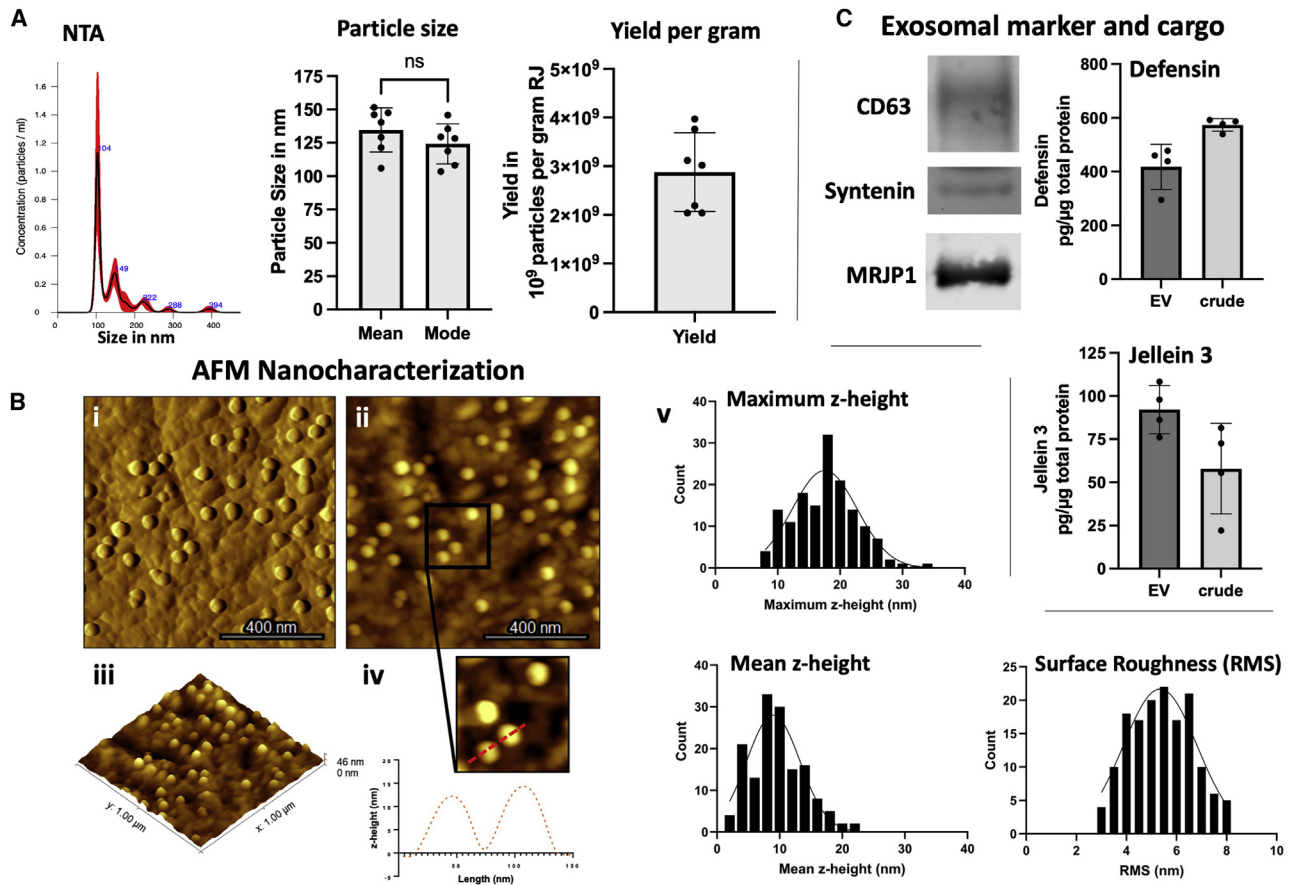 A
NTA
Concentration (particles / ml)
1.6
1.4
1.2
1.0
0.8
0.6
0.4
0.2
0
104
149
222
288
394
0 100 200 300 400
Size in nm
Particle size
ns
Particle Size in nm
175
150
125
100
75
50
25
0
Mean Mode
Yield per gram
Yield in
10⁹ particles per gram RJ
5×10⁹
4×10⁹
3×10⁹
2×10⁹
1×10⁹
0
Yield
C
Exosomal marker and cargo
CD63
Syntenin
MRJP1
Defensin
Defensin
pg/μg total protein
800
600
400
200
0
EV crude
Jellein 3
Jellein 3
pg/μg total protein
125
100
75
50
25
0
EV crude
AFM Nanocharacterization
B
i
400 nm
ii
400 nm
iii
46 nm
0 nm
y: 1.00 μm
x: 1.00 μm
iv
z-height (nm)
20
15
10
5
0
-5
50 100 150
Length (nm)
v
Maximum z-height
Count
40
30
20
10
0
0 10 20 30 40
Maximum z-height (nm)
Mean z-height
Count
40
30
20
10
0
0 10 20 30 40
Mean z-height (nm)
Surface Roughness (RMS)
Count
25
20
15
10
5
0
0 2 4 6 8 10
RMS (nm)